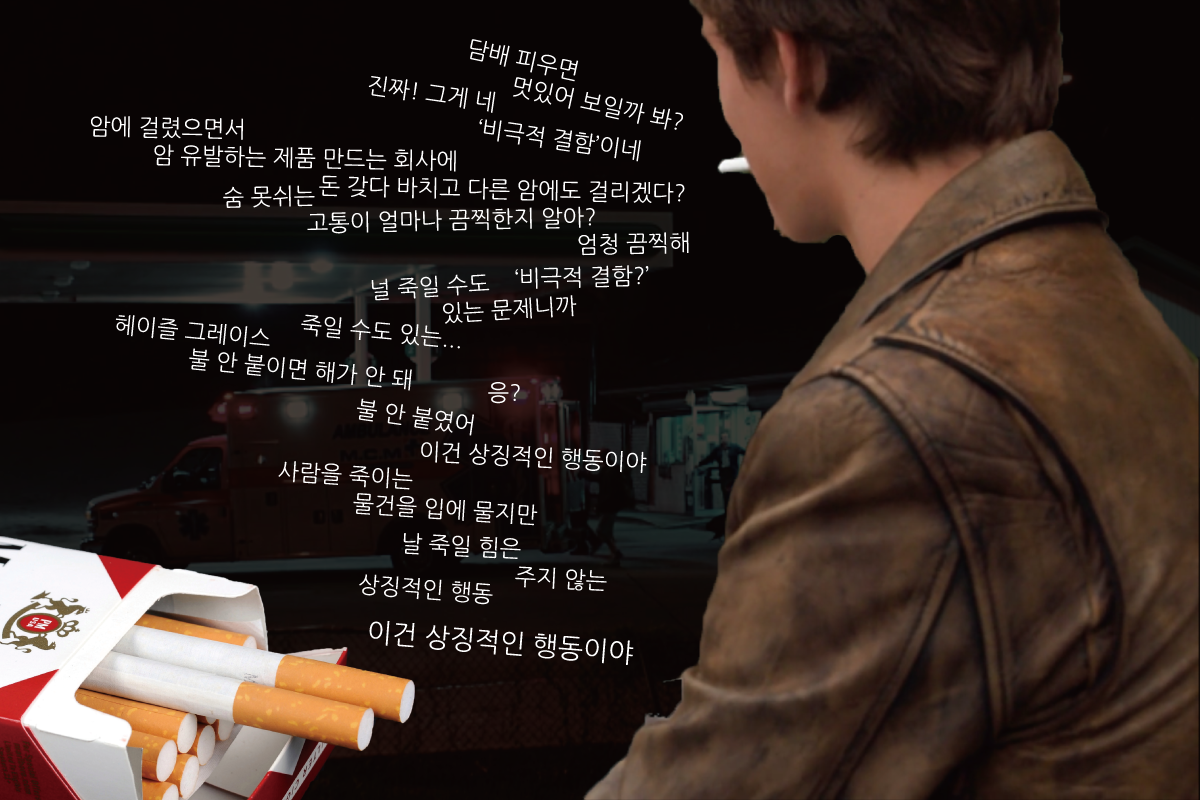 담배 피우면
멋있어 보일까 봐?
진짜! 그게 네
‘비극적 결함’이네
암에 걸렸으면서
암 유발하는 제품 만드는 회사에
돈 갖다 바치고 다른 암에도 걸리겠다?
숨 못쉬는
고통이 얼마나 끔찍한지 알아?
엄청 끔찍해
‘비극적 결함?’
널 죽일 수도
있는 문제니까
죽일 수도 있는...
헤이즐 그레이스
불 안 붙이면 해가 안 돼
응?
불 안 붙였어
이건 상징적인 행동이야
사람을 죽이는
물건을 입에 물지만
날 죽일 힘은
주지 않는
상징적인 행동
이건 상징적인 행동이야
AMBULANCE
M.C.M
PM